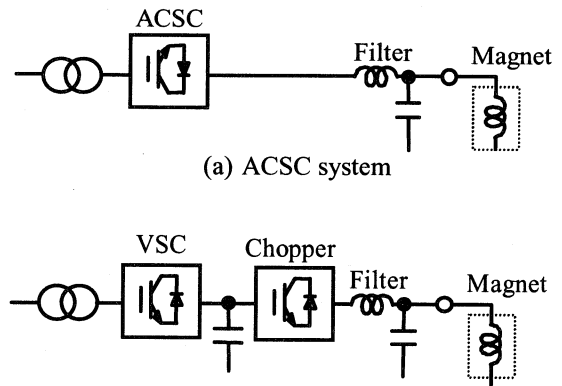 ACSC
Filter
Magnet
(a) ACSC system
VSC
Chopper
Filter
Magnet